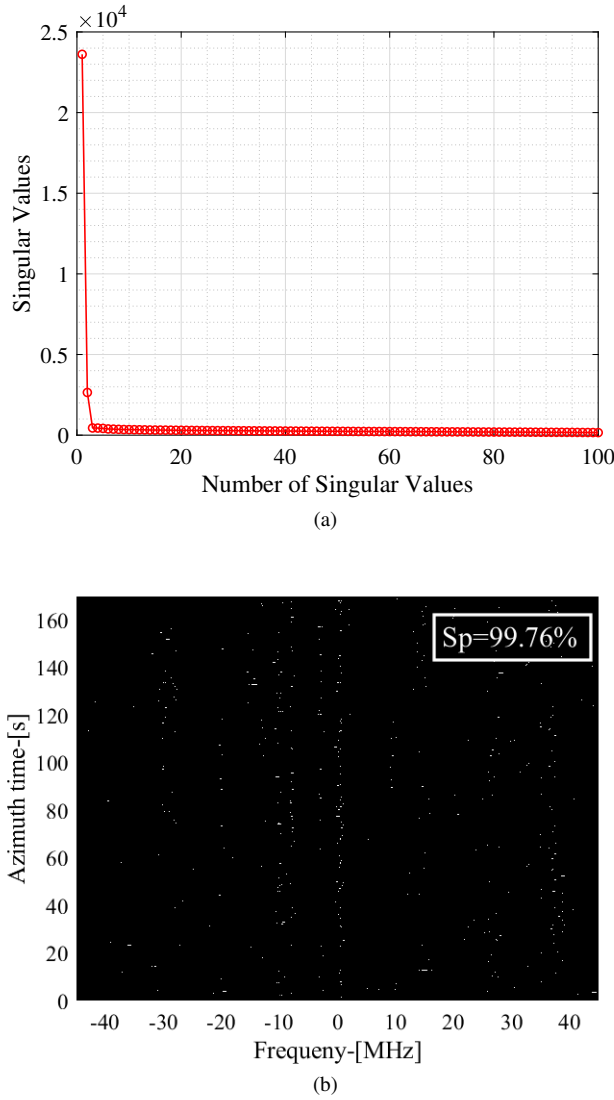 ×10⁴
2.5
2
1.5
1
0.5
0
Singular Values
0 20 40 60 80 100
Number of Singular Values
(a)
Sp=99.76%
160
140
120
100
80
60
40
20
0
Azimuth time-[s]
-40 -30 -20 -10 0 10 20 30 40
Frequeny-[MHz]
(b)